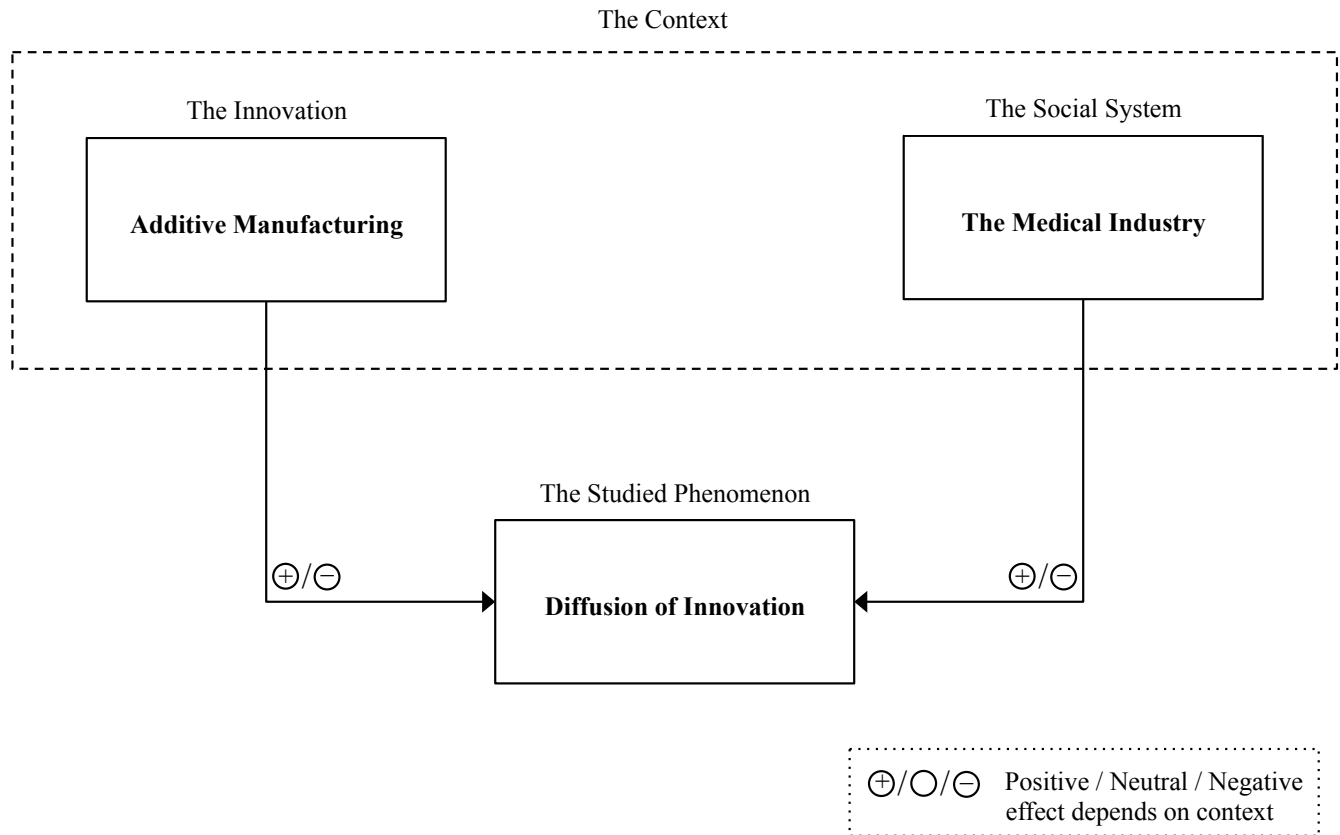 The Context
The Innovation
The Social System
Additive Manufacturing
The Medical Industry
The Studied Phenomenon
⊕/⊖
⊕/⊖
Diffusion of Innovation
⊕/○/⊖ Positive / Neutral / Negative
effect depends on context